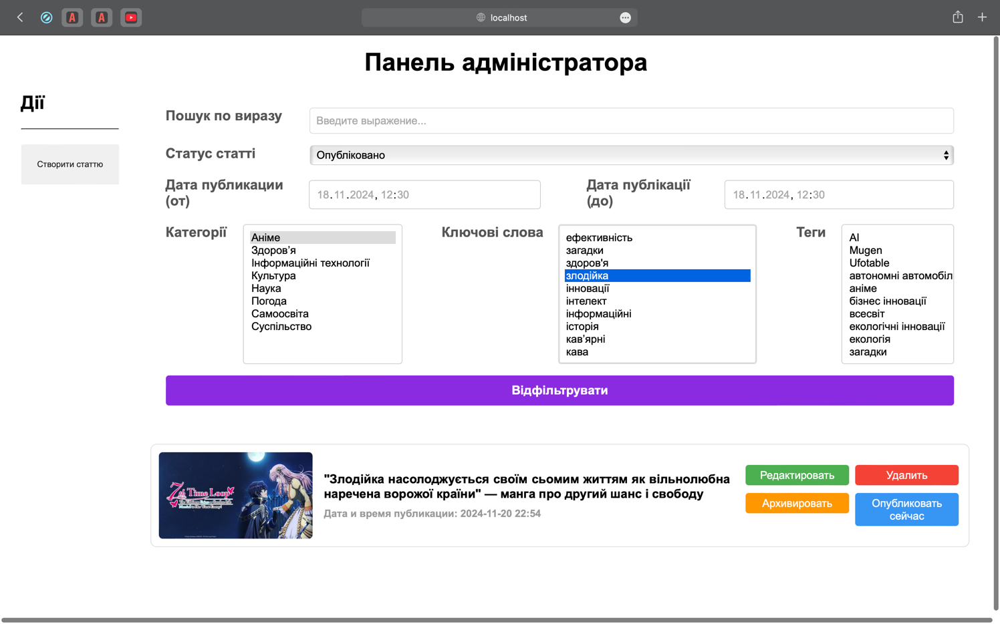 localhost
Панель адміністратора
Дії
Створити статтю
Пошук по виразу
Введите выражение...
Статус статті
Опубліковано
Дата публикации
(от)
18.11.2024, 12:30
Дата публікації
(до)
18.11.2024, 12:30
Категорії
Аніме
Здоров’я
Інформаційні технології
Культура
Наука
Погода
Самоосвіта
Суспільство
Ключові слова
ефективність
загадки
здоров'я
злодійка
інновації
інтелект
інформаційні
історія
кав’ярні
кава
Теги
AI
Mugen
Ufotable
автономні автомобіл
аніме
бізнес інновації
всесвіт
екологічні інновації
екологія
загадки
Відфільтрувати
7th Time Loop
"Злодійка насолоджується своїм сьомим життям як вільнолюбна
наречена ворожої країни" — манга про другий шанс і свободу
Дата и время публикации: 2024-11-20 22:54
Редактировать
Удалить
Архивировать
Опубликовать
сейчас